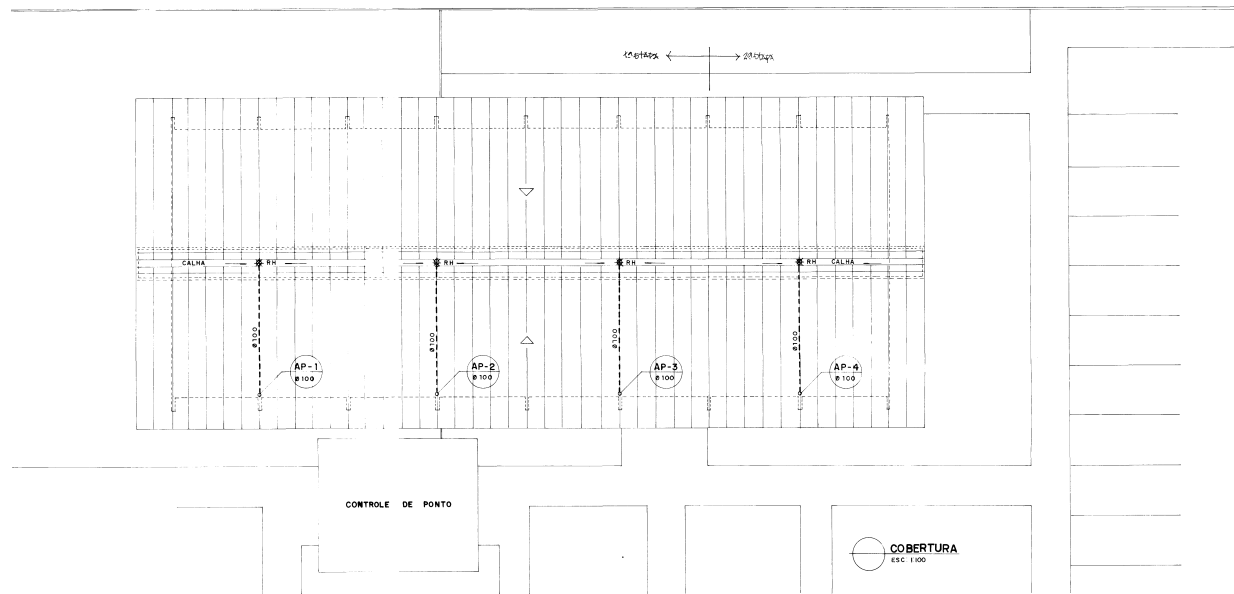 1ª etapa 2ª etapa
CALHA RH RH RH RH CALHA
Ø100 Ø100 Ø100 Ø100
AP-1
Ø100
AP-2
Ø100
AP-3
Ø100
AP-4
Ø100
CONTROLE DE PONTO
COBERTURA
ESC. 1:100